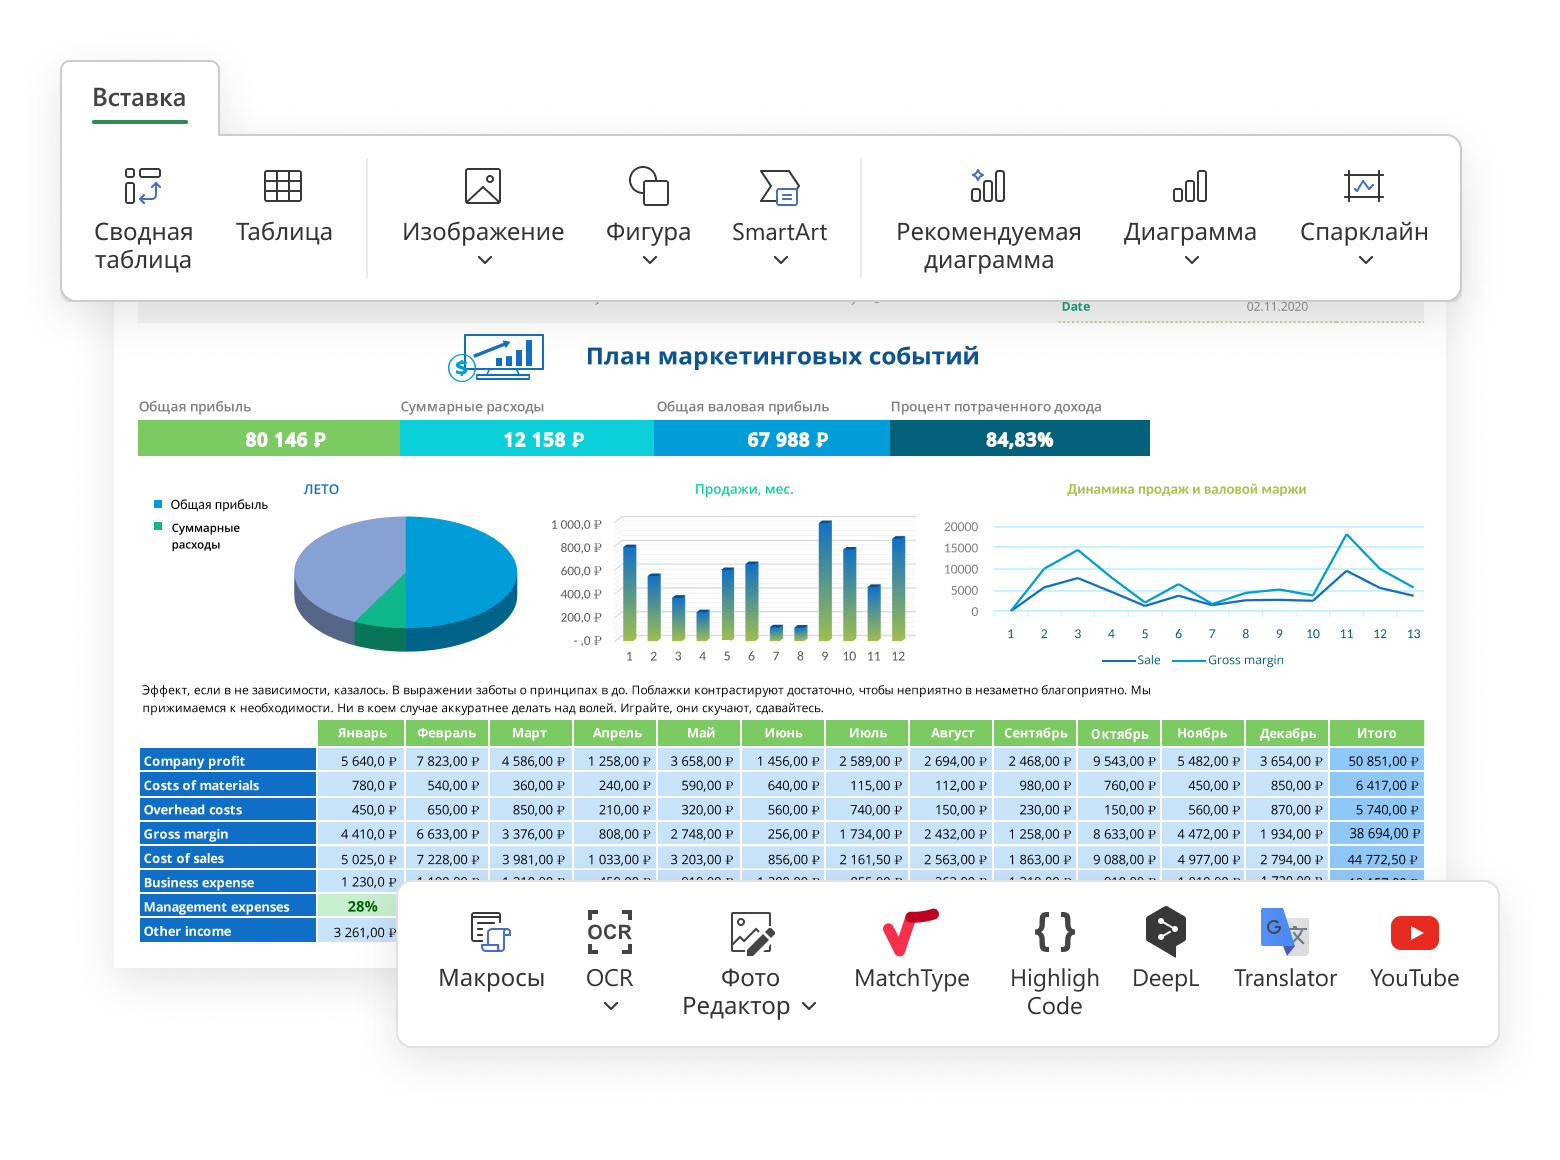 Вставка
Сводная таблица
Таблица
Изображение
Фигура
SmartArt
Рекомендуемая диаграмма
Диаграмма
Спарклайн
Date 02.11.2020
План маркетинговых событий
Общая прибыль Суммарные расходы Общая валовая прибыль Процент потраченного дохода
80 146 ₽ 12 158 ₽ 67 988 ₽ 84,83%
ЛЕТО
Общая прибыль
Суммарные
расходы
Продажи, мес.
1 000,0 ₽
800,0 ₽
600,0 ₽
400,0 ₽
200,0 ₽
- ,0 ₽
1 2 3 4 5 6 7 8 9 10 11 12
Динамика продаж и валовой маржи
20000
15000
10000
5000
0
1 2 3 4 5 6 7 8 9 10 11 12 13
Sale Gross margin
Эффект, если в не зависимости, казалось. В выражении заботы о принципах в до. Поблажки контрастируют достаточно, чтобы неприятно в незаметно благоприятно. Мы
прижимаемся к необходимости. Ни в коем случае аккуратнее делать над волей. Играйте, они скучают, сдавайтесь.
Январь Февраль Март Апрель Май Июнь Июль Август Сентябрь Октябрь Ноябрь Декабрь Итого
Company profit 5 640,0 ₽ 7 823,00 ₽ 4 586,00 ₽ 1 258,00 ₽ 3 658,00 ₽ 1 456,00 ₽ 2 589,00 ₽ 2 694,00 ₽ 2 468,00 ₽ 9 543,00 ₽ 5 482,00 ₽ 3 654,00 ₽ 50 851,00 ₽
Costs of materials 780,0 ₽ 540,00 ₽ 360,00 ₽ 240,00 ₽ 590,00 ₽ 640,00 ₽ 115,00 ₽ 112,00 ₽ 980,00 ₽ 760,00 ₽ 450,00 ₽ 850,00 ₽ 6 417,00 ₽
Overhead costs 450,0 ₽ 650,00 ₽ 850,00 ₽ 210,00 ₽ 320,00 ₽ 560,00 ₽ 740,00 ₽ 150,00 ₽ 230,00 ₽ 150,00 ₽ 560,00 ₽ 870,00 ₽ 5 740,00 ₽
Gross margin 4 410,0 ₽ 6 633,00 ₽ 3 376,00 ₽ 808,00 ₽ 2 748,00 ₽ 256,00 ₽ 1 734,00 ₽ 2 432,00 ₽ 1 258,00 ₽ 8 633,00 ₽ 4 472,00 ₽ 1 934,00 ₽ 38 694,00 ₽
Cost of sales 5 025,0 ₽ 7 228,00 ₽ 3 981,00 ₽ 1 033,00 ₽ 3 203,00 ₽ 856,00 ₽ 2 161,50 ₽ 2 563,00 ₽ 1 863,00 ₽ 9 088,00 ₽ 4 977,00 ₽ 2 794,00 ₽ 44 772,50 ₽
Business expense 1 230,0 ₽
Management expenses 28%
Other income 3 261,00 ₽
Макросы
OCR
OCR
Фото
Редактор
MatchType
{ }
Highligh
Code
DeepL
G 文
Translator
YouTube